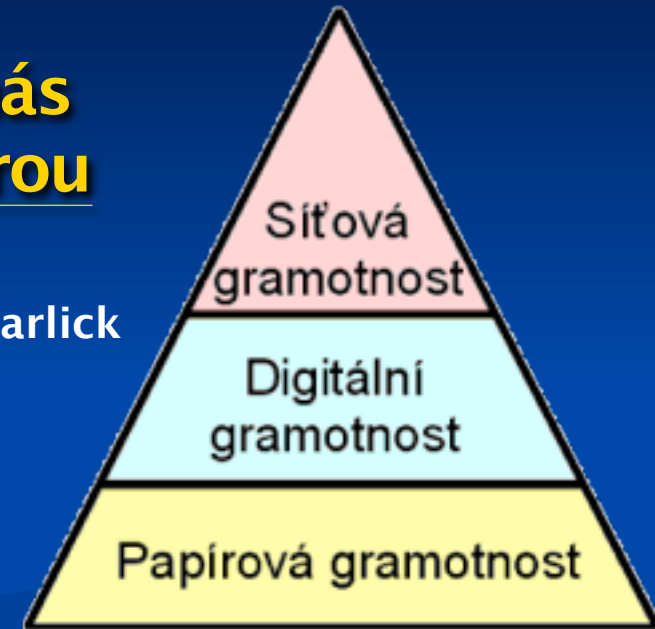 ás
rou
arlick
Síťová
gramotnost
Digitální
gramotnost
Papírová gramotnost